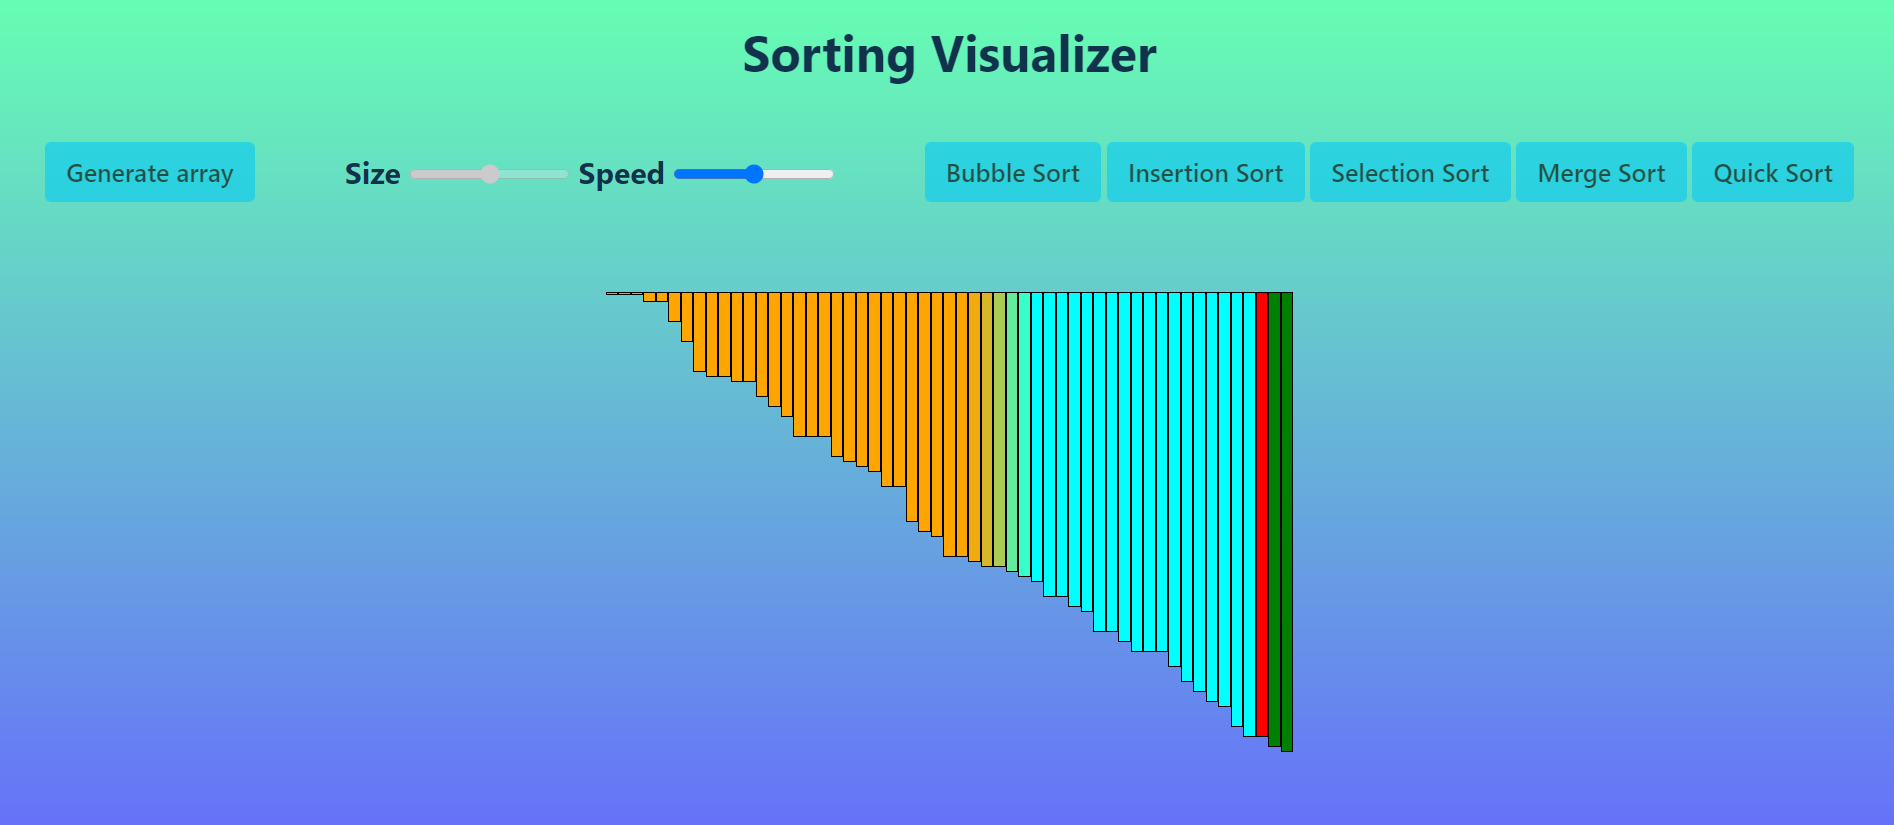 Sorting Visualizer
Generate array
Size
Speed
Bubble Sort
Insertion Sort
Selection Sort
Merge Sort
Quick Sort